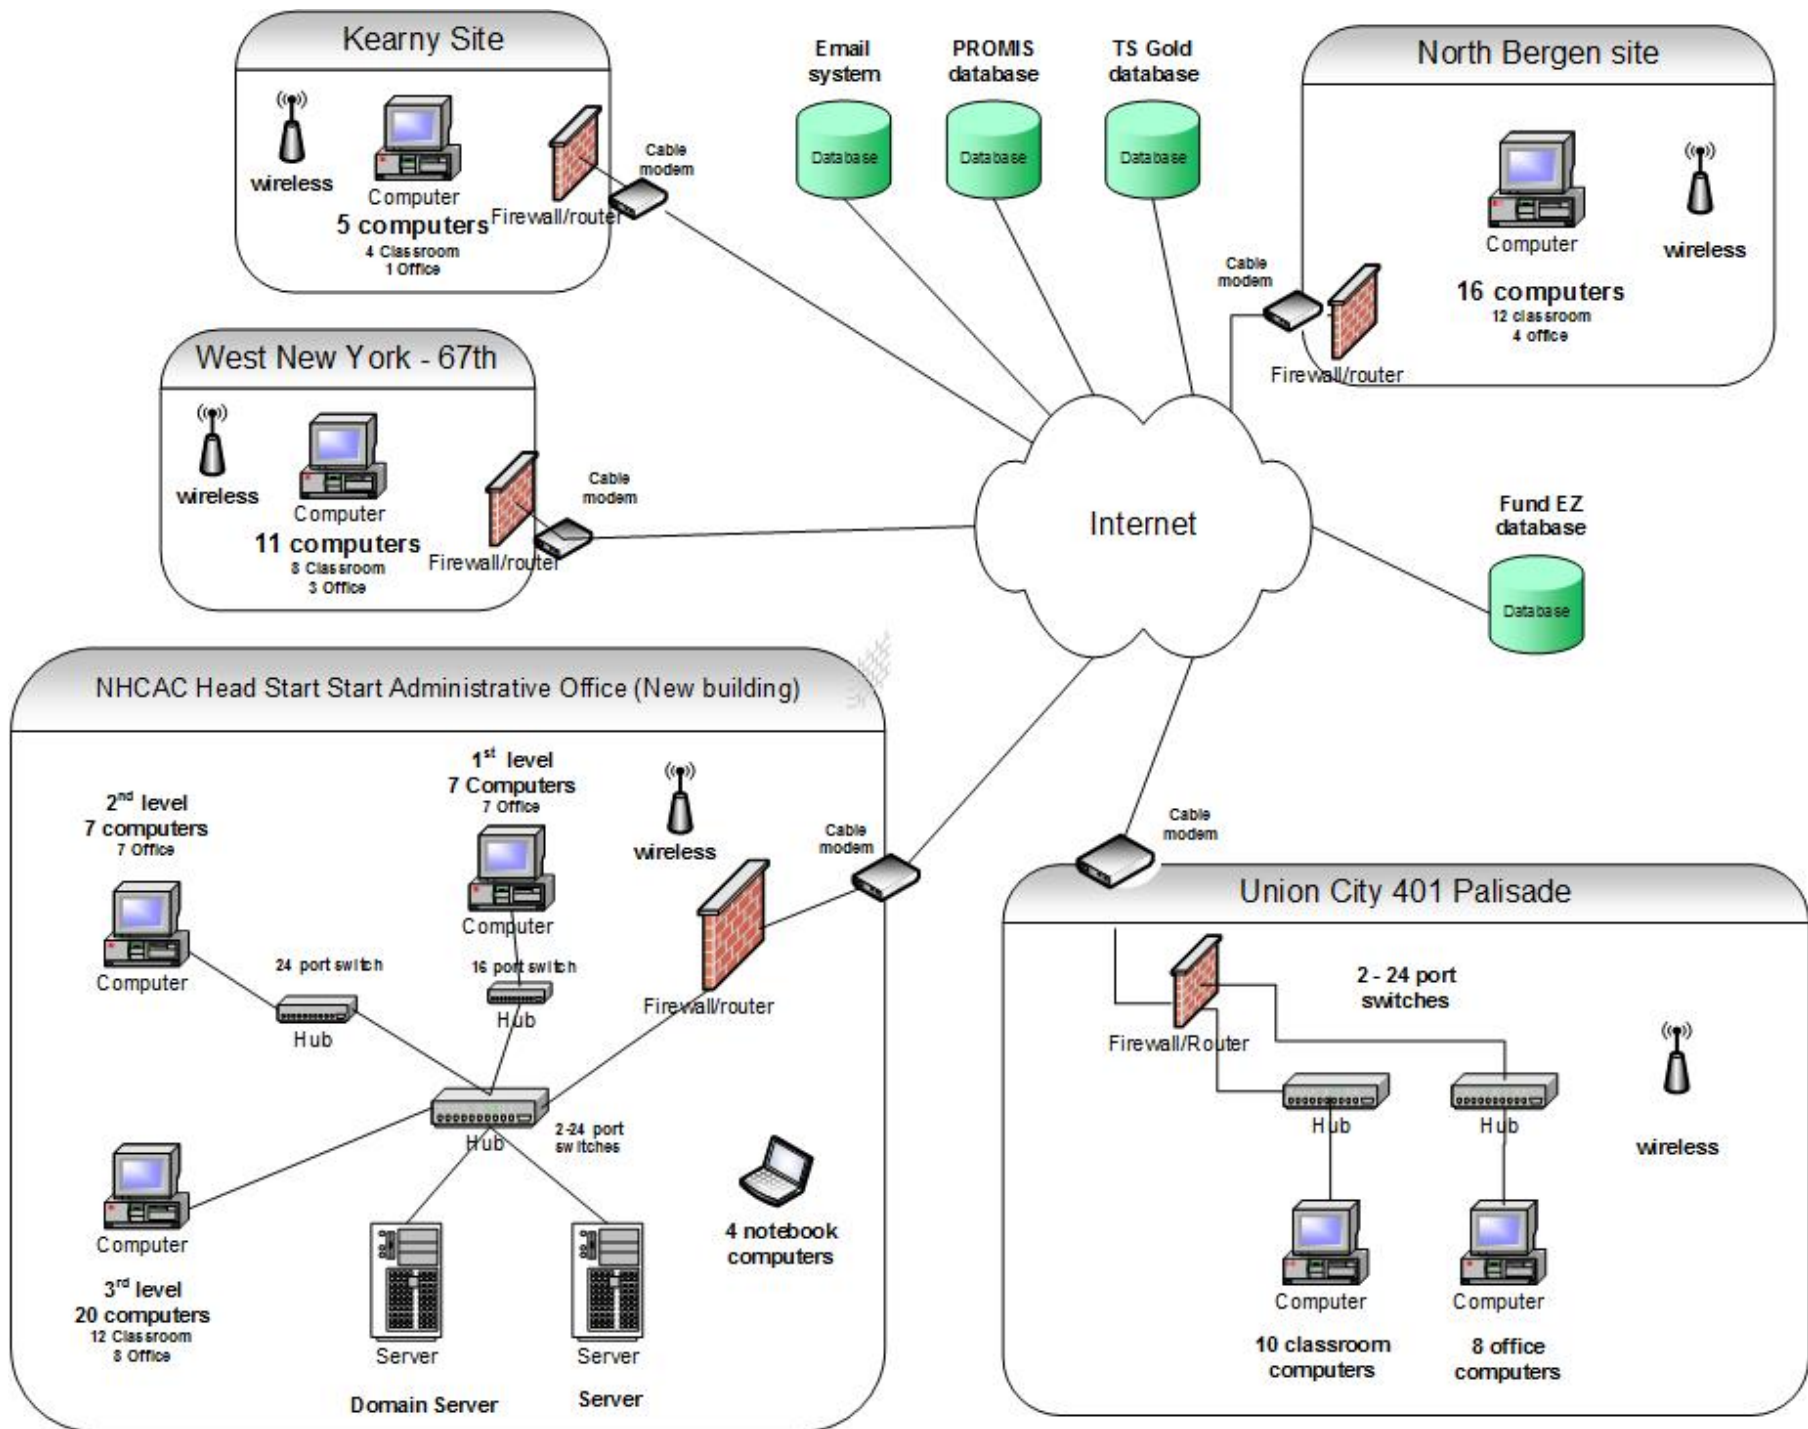 Kearny Site
wireless
Computer
5 computers
4 Classroom
1 Office
Firewall/router
Cable
modem
Email
system
Database
PROMIS
database
Database
TS Gold
database
Database
North Bergen site
Computer
wireless
16 computers
12 classroom
4 office
Cable
modem
Firewall/router
West New York - 67th
wireless
Computer
11 computers
8 Classroom
3 Office
Firewall/router
Cable
modem
Internet
Fund EZ
database
Database
NHCAC Head Start Start Administrative Office (New building)
2nd level
7 computers
7 Office
Computer
24 port switch
Hub
1st level
7 Computers
7 Office
Computer
16 port switch
Hub
wireless
Cable
modem
Firewall/router
Hub
2-24 port
switches
Computer
3rd level
20 computers
12 Classroom
8 Office
Server
Domain Server
Server
Server
4 notebook
computers
Cable
modem
Union City 401 Palisade
Firewall/Router
2 - 24 port
switches
Hub
Hub
wireless
Computer
10 classroom
computers
Computer
8 office
computers